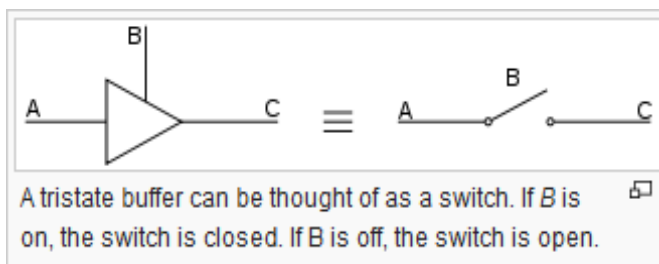 B
A
C
≡
A
B
C
A tristate buffer can be thought of as a switch. If B is
on, the switch is closed. If B is off, the switch is open.